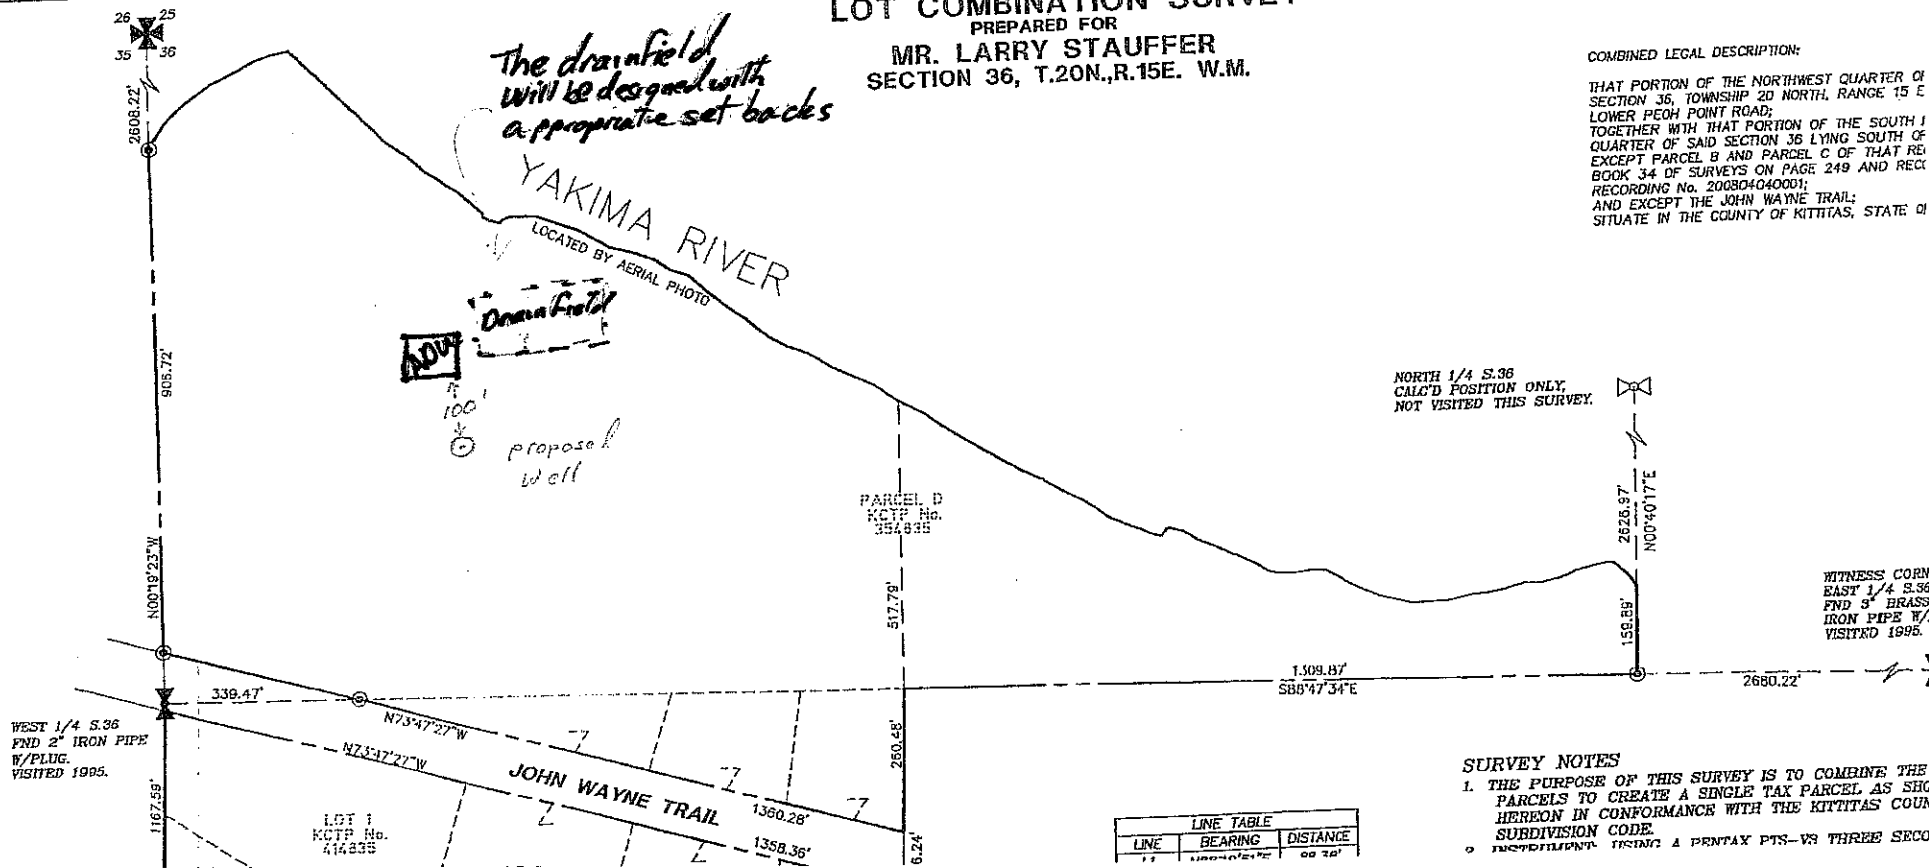 LOT COMBINATION SURVEY
PREPARED FOR
MR. LARRY STAUFFER
SECTION 36, T.20N.,R.15E. W.M.
26 25
35 36
2608.22'
The drainfield
will be designed with
appropriate set backs
YAKIMA RIVER
LOCATED BY AERIAL PHOTO
Drainfield
ADU
100'
proposed
well
905.72'
N00°19'23"W
COMBINED LEGAL DESCRIPTION:
THAT PORTION OF THE NORTHWEST QUARTER OF
SECTION 36, TOWNSHIP 20 NORTH, RANGE 15 E
LOWER PEOH POINT ROAD;
TOGETHER WITH THAT PORTION OF THE SOUTH
QUARTER OF SAID SECTION 36 LYING SOUTH OF
EXCEPT PARCEL B AND PARCEL C OF THAT
BOOK 34 OF SURVEYS ON PAGE 249 AND
RECORDING No. 200804040001;
AND EXCEPT THE JOHN WAYNE TRAIL;
SITUATE IN THE COUNTY OF KITTITAS, STATE
NORTH 1/4 S.36
CALC'D POSITION ONLY,
NOT VISITED THIS SURVEY.
2626.97'
N00°40'17"E
PARCEL D
KCTP No.
354835
517.79'
159.89'
WITNESS CORN
EAST 1/4 S.36
FND 3" BRASS
IRON PIPE W/
VISITED 1995.
1309.87'
S88°47'34"E
2680.22'
339.47'
WEST 1/4 S.36
FND 2" IRON PIPE
W/PLUG.
VISITED 1995.
N73°47'27"W
N73°47'27"W
JOHN WAYNE TRAIL
1360.28'
1358.36'
260.48'
6.24'
1167.59'
LOT 1
KCTP No.
414835
LINE TABLE
LINE BEARING DISTANCE
SURVEY NOTES
1. THE PURPOSE OF THIS SURVEY IS TO COMBINE THE
PARCELS TO CREATE A SINGLE TAX PARCEL AS
HEREON IN CONFORMANCE WITH THE KITTITAS
SUBDIVISION CODE.
2. INSTRUMENT: USING A PENTAX PTS-V3 THREE